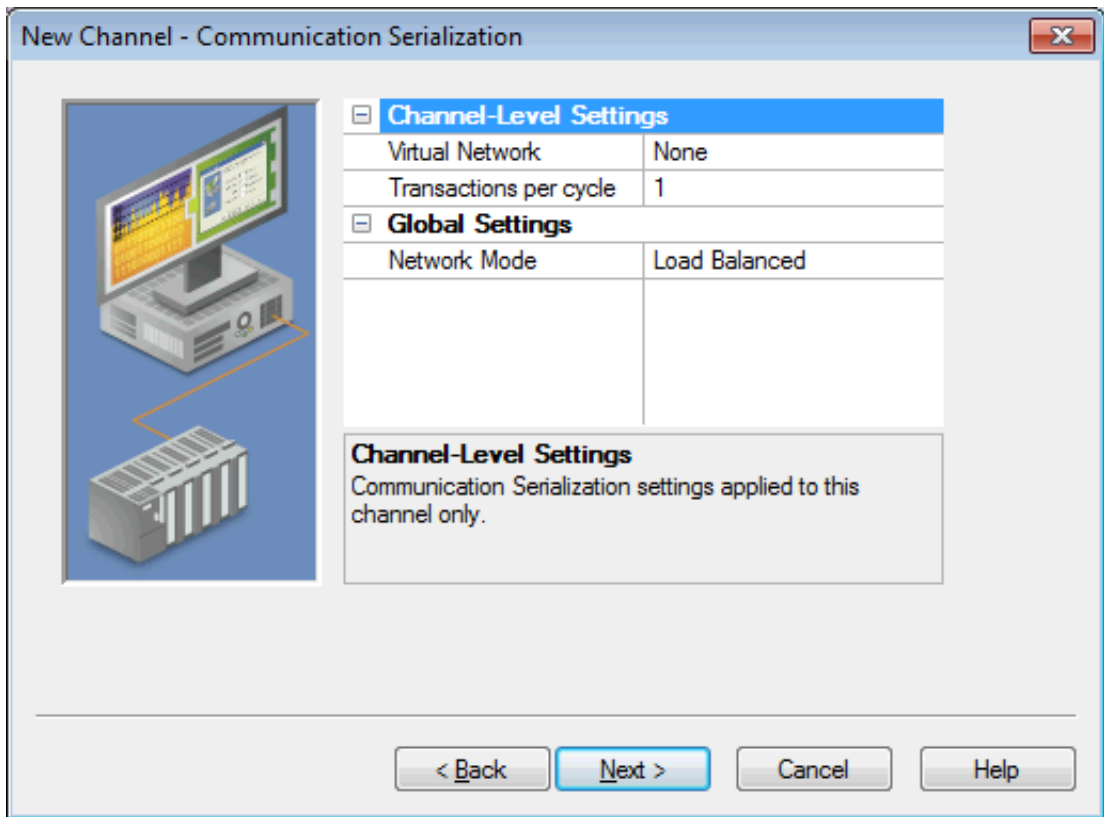 New Channel - Communication Serialization
Channel-Level Settings
Virtual Network None
Transactions per cycle 1
Global Settings
Network Mode Load Balanced
Channel-Level Settings
Communication Serialization settings applied to this
channel only.
< Back Next > Cancel Help